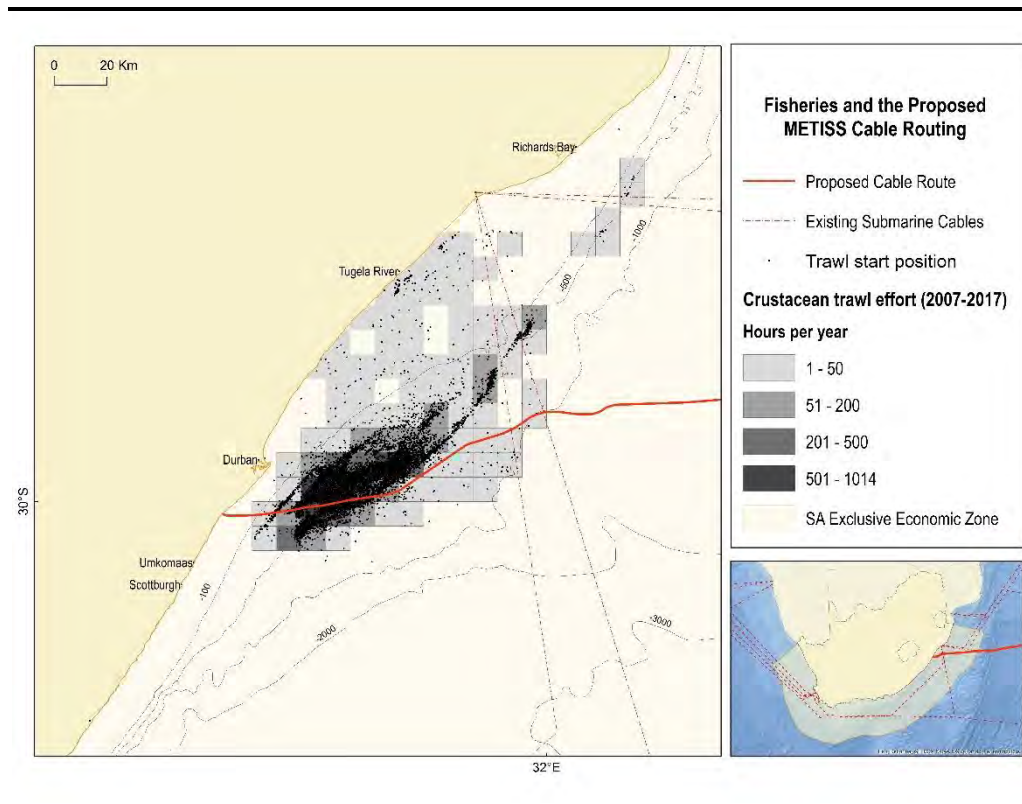 0 20 Km
Richards Bay
-1000
-500
Tugela River
Durban
30°S
Umkomaas
Scottburgh
-100
-2000
-3000
32°E
Fisheries and the Proposed
METISS Cable Routing
Proposed Cable Route
Existing Submarine Cables
Trawl start position
Crustacean trawl effort (2007-2017)
Hours per year
1 - 50
51 - 200
201 - 500
501 - 1014
SA Exclusive Economic Zone